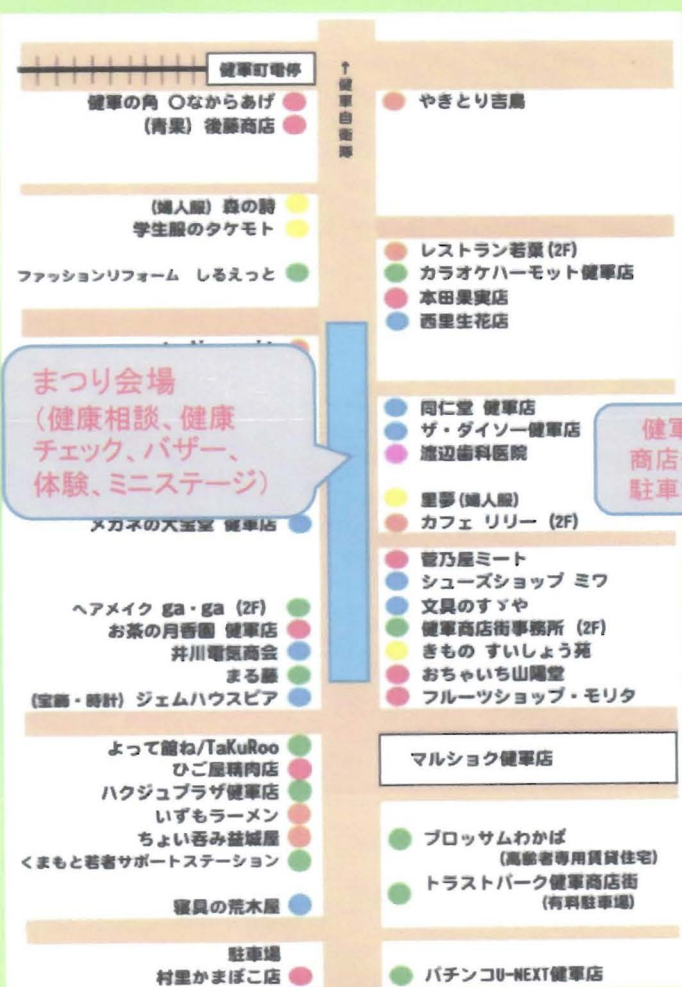 健軍町電停
↑健軍自衛隊
健軍の角 〇なからあげ
(青果) 後藤商店
やきとり吉鳥
(婦人服) 森の詩
学生服のタケモト
ファッションリフォーム しるえっと
レストラン若葉(2F)
カラオケハーモット健軍店
本田果実店
西里生花店
まつり会場
(健康相談、健康
チェック、バザー、
体験、ミニステージ)
メガネの大宝堂 健軍店
同仁堂 健軍店
ザ・ダイソー健軍店
渡辺歯科医院
里夢(婦人服)
カフェ リリー (2F)
健軍
商店
駐車
ヘアメイク ga・ga (2F)
お茶の月香園 健軍店
井川電気商会
まる藤
(宝飾・時計) ジェムハウスピア
菅乃屋ミート
シューズショップ ミワ
文具のすゞや
健軍商店街事務所 (2F)
きもの すいしょう苑
おちゃいち山陽堂
フルーツショップ・モリタ
よって館ね/TaKuRoo
ひご屋精肉店
ハクジュプラザ健軍店
いずもラーメン
ちょい呑み益城屋
くまもと若者サポートステーション
寝具の荒木屋
マルショク健軍店
ブロッサムわかば
(高齢者専用賃貸住宅)
トラストパーク健軍商店街
(有料駐車場)
駐車場
村里かまぼこ店
パチンコU-NEXT健軍店